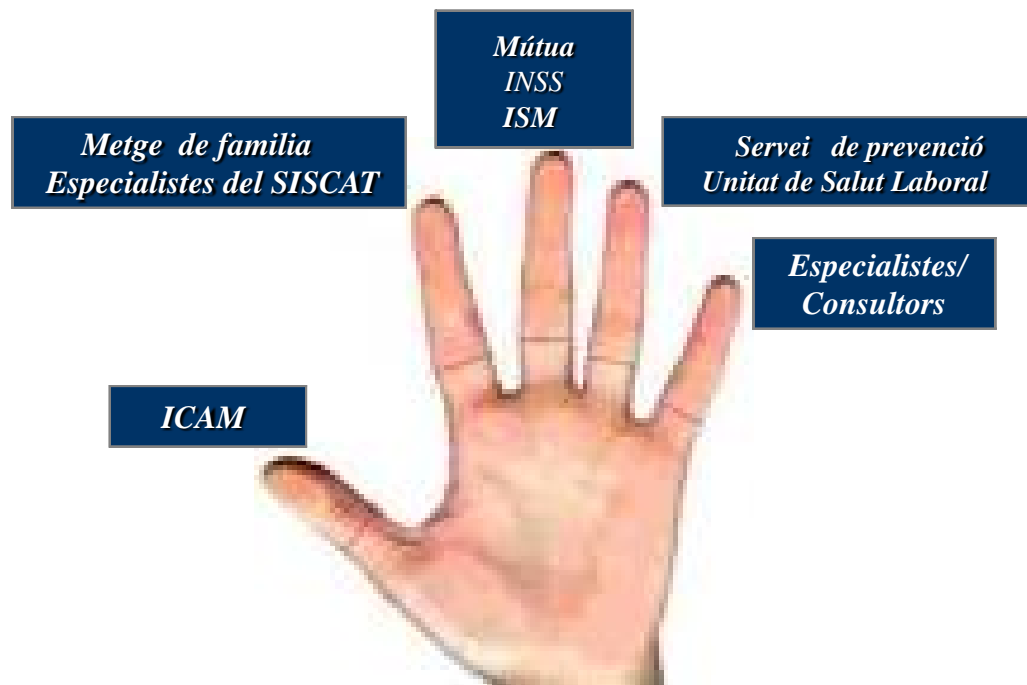 Mútua
INSS
ISM
Metge de familia
Especialistes del SISCAT
Servei de prevenció
Unitat de Salut Laboral
Especialistes/
Consultors
ICAM